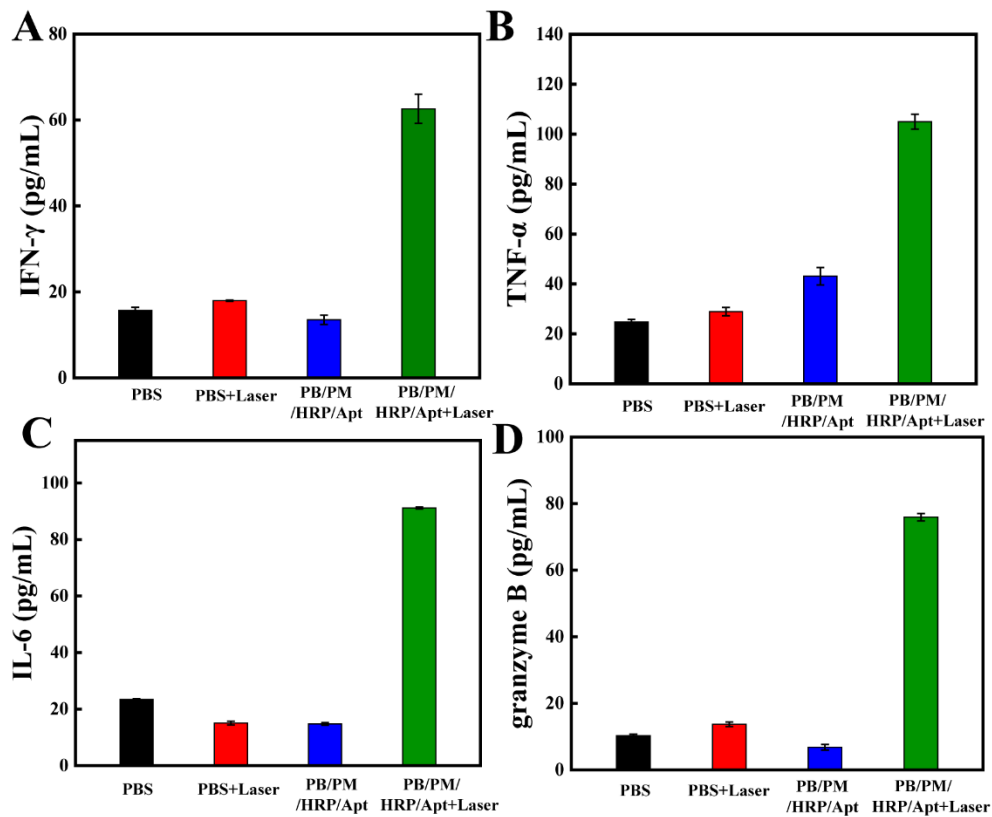 A
IFN-γ (pg/mL)
80
60
40
20
0
PBS
PBS+Laser
PB/PM
/HRP/Apt
PB/PM/
HRP/Apt+Laser
B
TNF-α (pg/mL)
140
120
100
80
60
40
20
0
PBS
PBS+Laser
PB/PM
/HRP/Apt
PB/PM/
HRP/Apt+Laser
C
IL-6 (pg/mL)
100
80
60
40
20
0
PBS
PBS+Laser
PB/PM
/HRP/Apt
PB/PM/
HRP/Apt+Laser
D
granzyme B (pg/mL)
100
80
60
40
20
0
PBS
PBS+Laser
PB/PM
/HRP/Apt
PB/PM/
HRP/Apt+Laser